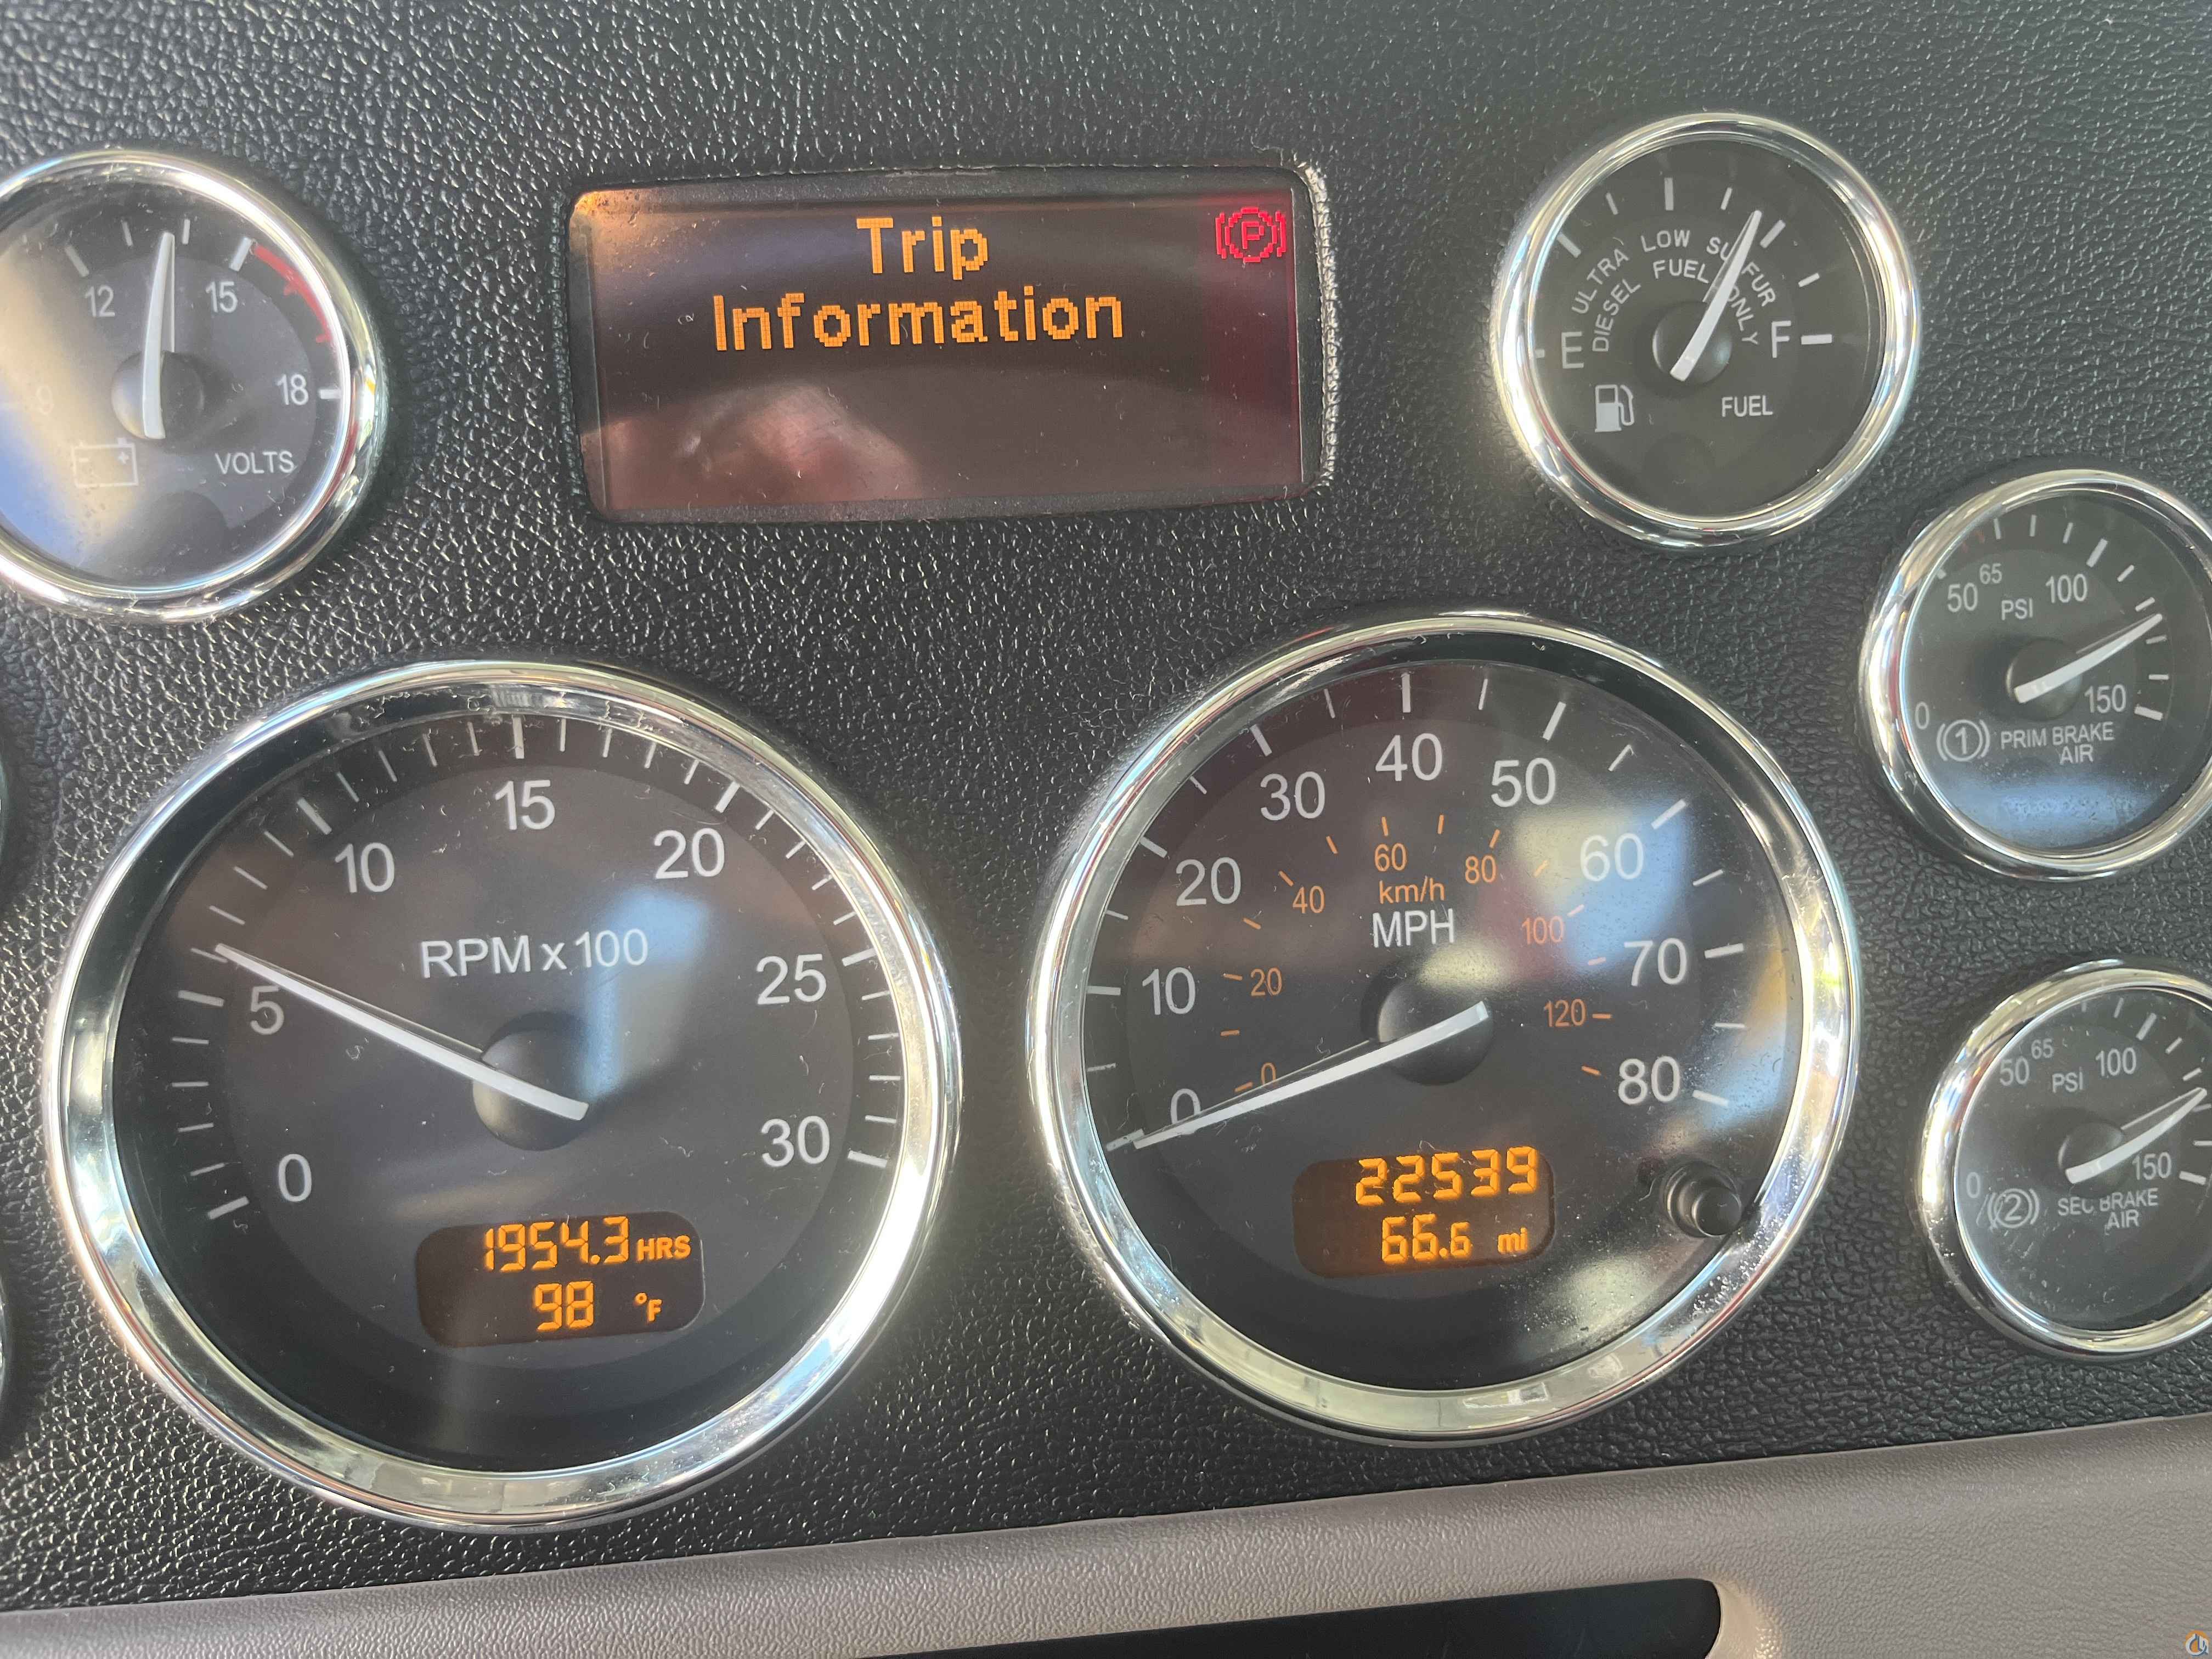 Trip
Information
P
12
15
18
9
VOLTS
ULTRA LOW SULFUR
DIESEL FUEL ONLY
E
F
FUEL
0
50
65
100
150
PSI
1
PRIM BRAKE
AIR
0
5
10
15
20
25
30
RPM x 100
1954.3 HRS
98 °F
0
10
20
30
40
50
60
70
80
0
20
40
60
80
100
120
km/h
MPH
22539
66.6 mi
0
50
65
100
150
PSI
2
SEC BRAKE
AIR